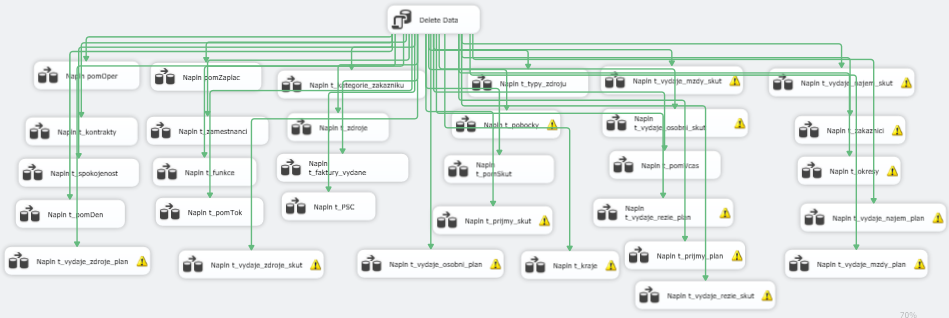 Delete Data
Napln pomOper
Napln pomZaplac
Napln t_kategorie_zakazniku
Napln t_typy_zdroju
Napln t_vydaje_mzdy_skut
Napln t_vydaje_najem_skut
Napln t_kontrakty
Napln t_zamestnanci
Napln t_zdroje
Napln t_pobocky
Napln
t_vydaje_osobni_skut
Napln t_zakaznici
Napln t_spokojenost
Napln t_funkce
Napln
t_faktury_vydane
Napln
t_pomSkut
Napln t_pomVcas
Napln t_okresy
Napln t_pomDen
Napln t_pomTok
Napln t_PSC
Napln t_prijmy_skut
Napln
t_vydaje_rezie_plan
Napln t_vydaje_najem_plan
Napln t_vydaje_zdroje_plan
Napln t_vydaje_zdroje_skut
Napln t_vydaje_osobni_plan
Napln t_kraje
Napln t_prijmy_plan
Napln t_vydaje_mzdy_plan
Napln t_vydaje_rezie_skut
70%